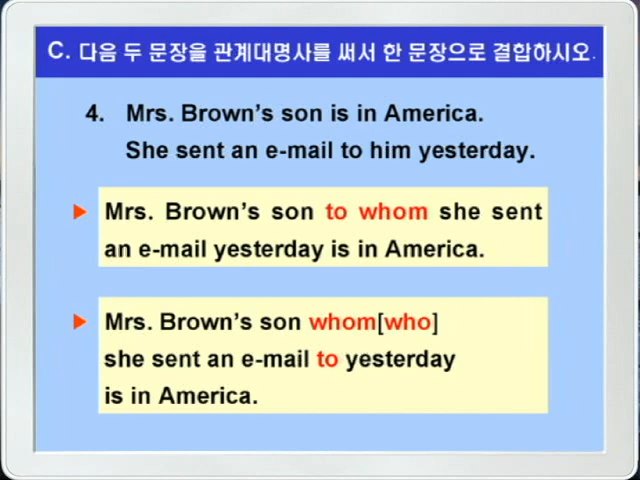 C. 다음 두 문장을 관계대명사를 써서 한 문장으로 결합하시오.
4. Mrs. Brown's son is in America.
She sent an e-mail to him yesterday.
Mrs. Brown's son to whom she sent
an e-mail yesterday is in America.
Mrs. Brown's son whom[who]
she sent an e-mail to yesterday
is in America.